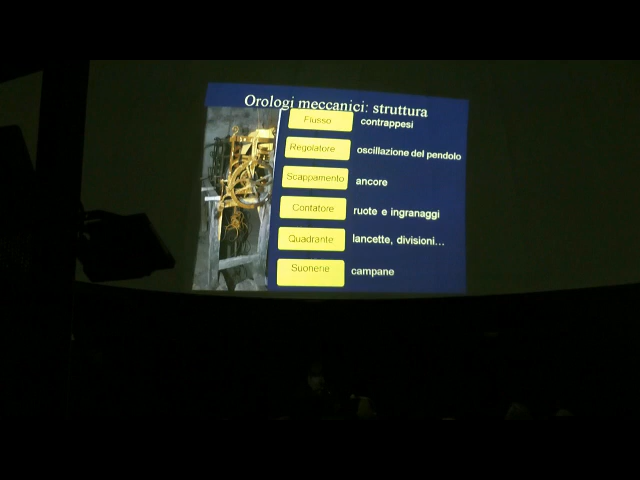 Orologi meccanici: struttura
Flusso contrappesi
Regolatore oscillazione del pendolo
Scappamento ancore
Contatore ruote e ingranaggi
Quadrante lancette, divisioni...
Suonerie campane